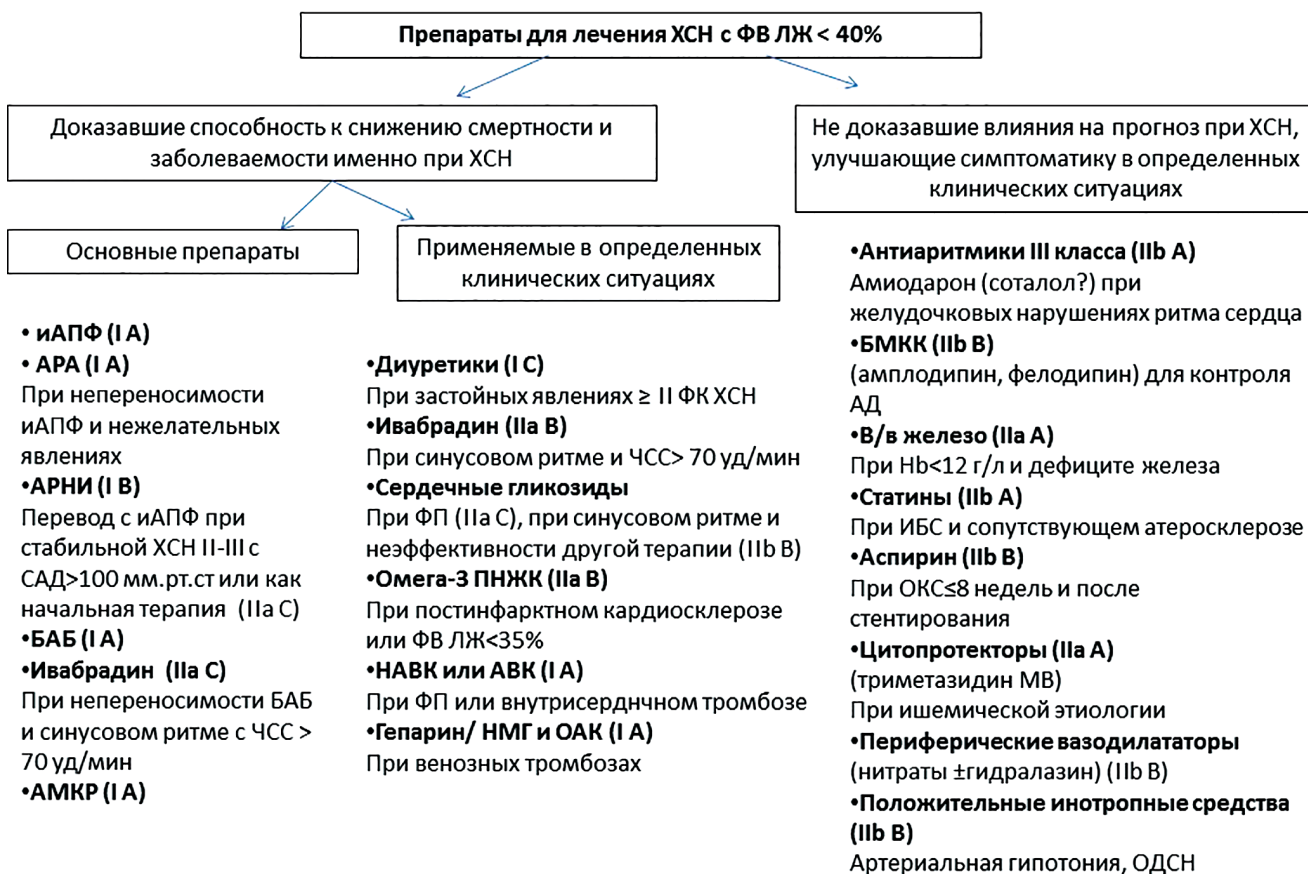 Препараты для лечения ХСН с ФВ ЛЖ < 40%
Доказавшие способность к снижению смертности и
заболеваемости именно при ХСН
Не доказавшие влияния на прогноз при ХСН,
улучшающие симптоматику в определенных
клинических ситуациях
Основные препараты
Применяемые в определенных
клинических ситуациях
• иАПФ (I A)
• АРА (I A)
При непереносимости
иАПФ и нежелательных
явлениях
•АРНИ (I B)
Перевод с иАПФ при
стабильной ХСН II-III с
САД>100 мм.рт.ст или как
начальная терапия (IIa C)
•БАБ (I A)
•Ивабрадин (IIa C)
При непереносимости БАБ
и синусовом ритме с ЧСС >
70 уд/мин
•АМКР (I A)
•Диуретики (I C)
При застойных явлениях ≥ II ФК ХСН
•Ивабрадин (IIa B)
При синусовом ритме и ЧСС> 70 уд/мин
•Сердечные гликозиды
При ФП (IIa C), при синусовом ритме и
неэффективности другой терапии (IIb B)
•Омега-3 ПНЖК (IIa B)
При постинфарктном кардиосклерозе
или ФВ ЛЖ<35%
•НАВК или АВК (I A)
При ФП или внутрисерднчном тромбозе
•Гепарин/ НМГ и ОАК (I A)
При венозных тромбозах
•Антиаритмики III класса (IIb A)
Амиодарон (соталол?) при
желудочковых нарушениях ритма сердца
•БМКК (IIb B)
(амплодипин, фелодипин) для контроля
АД
•В/в железо (IIa A)
При Hb<12 г/л и дефиците железа
•Статины (IIb A)
При ИБС и сопутствующем атеросклерозе
•Аспирин (IIb B)
При ОКС≤8 недель и после
стентирования
•Цитопротекторы (IIa A)
(триметазидин МВ)
При ишемической этиологии
•Периферические вазодилататоры
(нитраты ±гидралазин) (IIb B)
•Положительные инотропные средства
(IIb B)
Артериальная гипотония, ОДСН